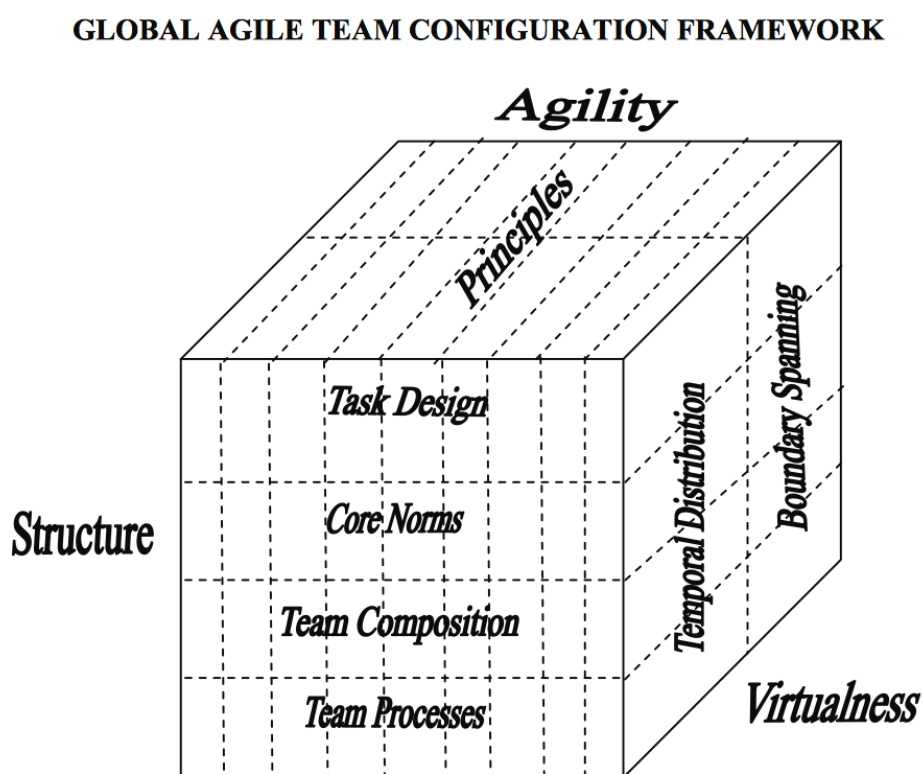 GLOBAL AGILE TEAM CONFIGURATION FRAMEWORK
Agility
Principles
Task Design
Core Norms
Team Composition
Team Processes
Structure
Temporal Distribution
Boundary Spanning
Virtualness